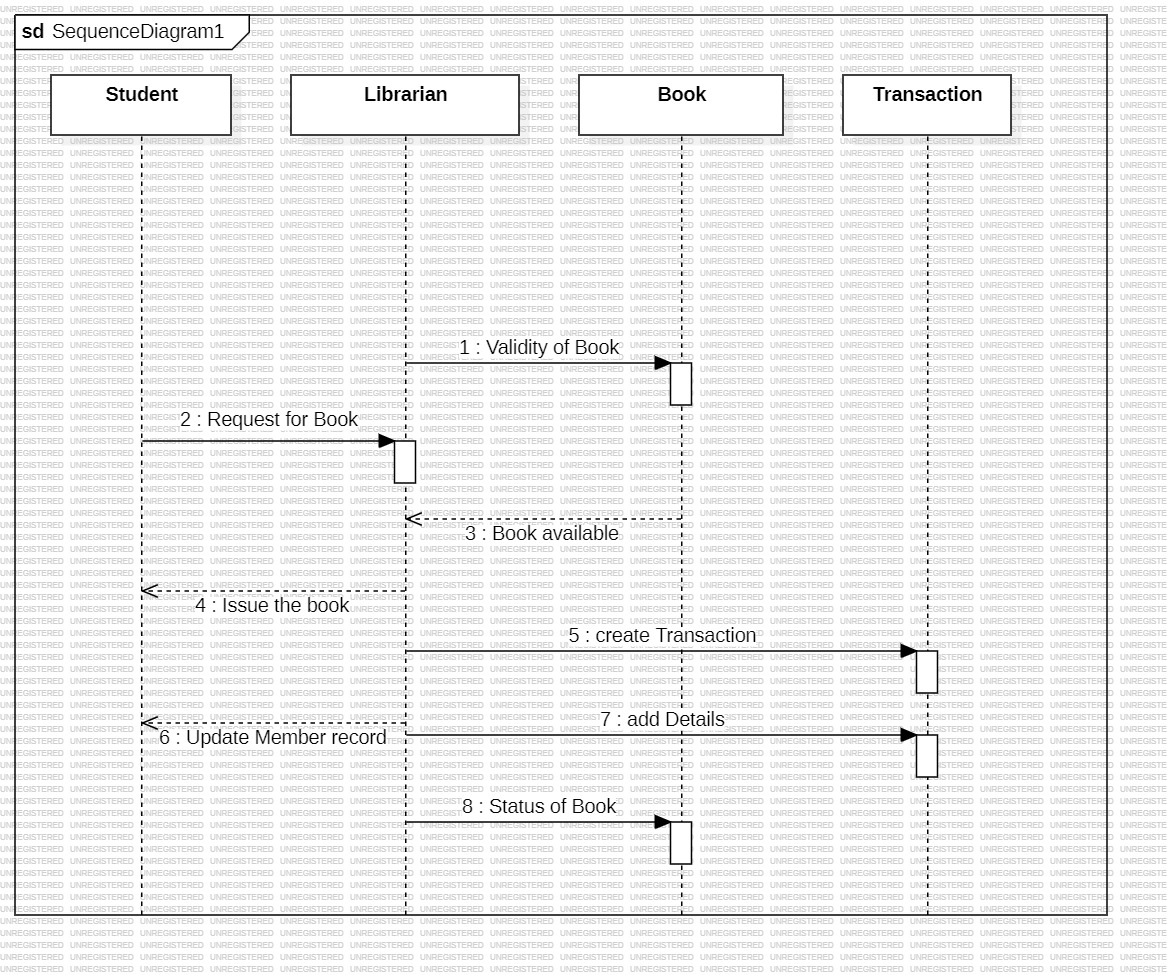 sd SequenceDiagram1
Student
Librarian
Book
Transaction
1 : Validity of Book
2 : Request for Book
3 : Book available
4 : Issue the book
5 : create Transaction
7 : add Details
6 : Update Member record
8 : Status of Book
UNREGISTERED